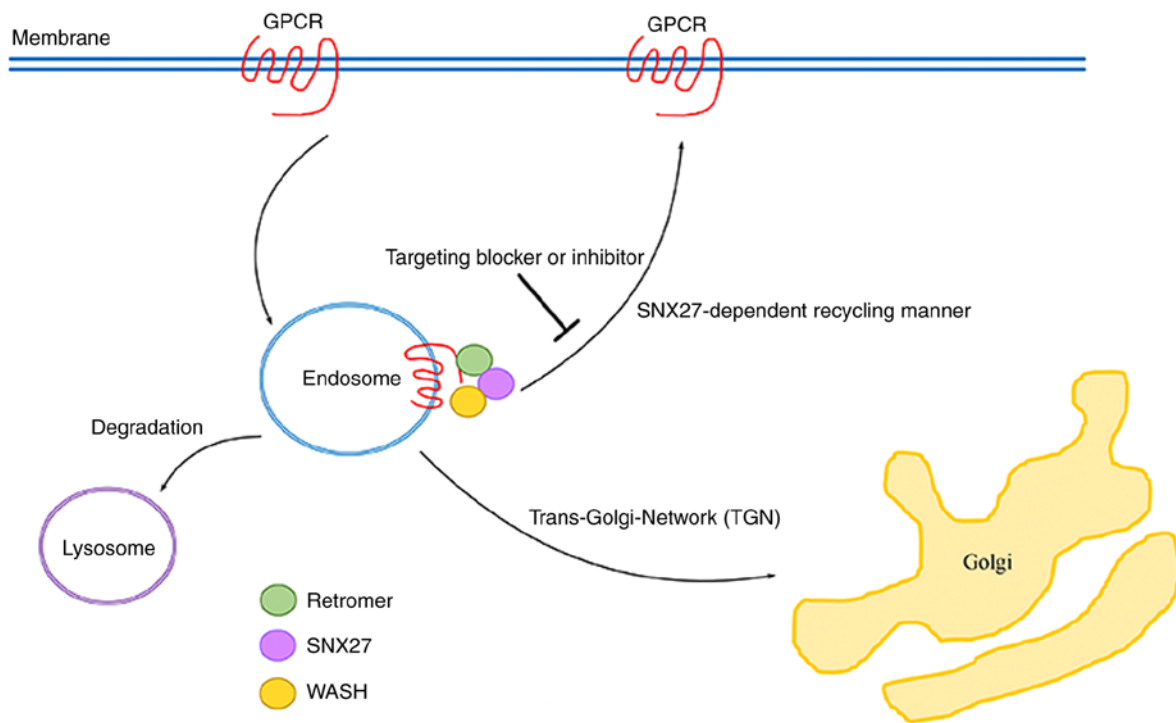 GPCR
GPCR
Membrane
Targeting blocker or inhibitor
SNX27-dependent recycling manner
Endosome
Degradation
Trans-Golgi-Network (TGN)
Lysosome
Golgi
Retromer
SNX27
WASH